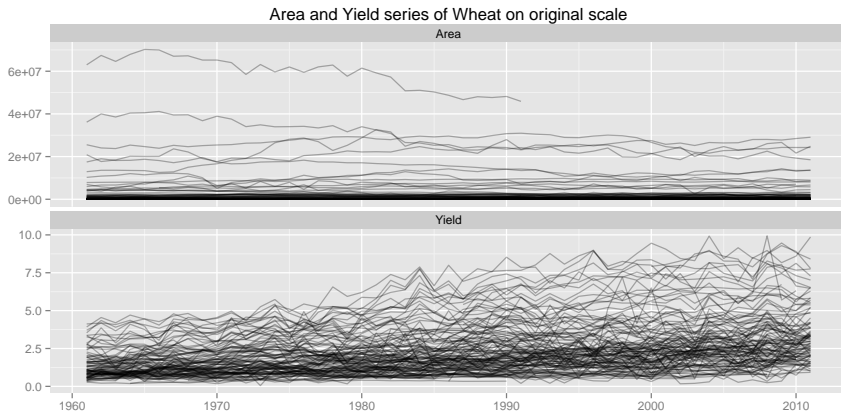 Area and Yield series of Wheat on original scale
Area
6e+07
4e+07
2e+07
0e+00
Yield
10.0
7.5
5.0
2.5
0.0
1960 1970 1980 1990 2000 2010